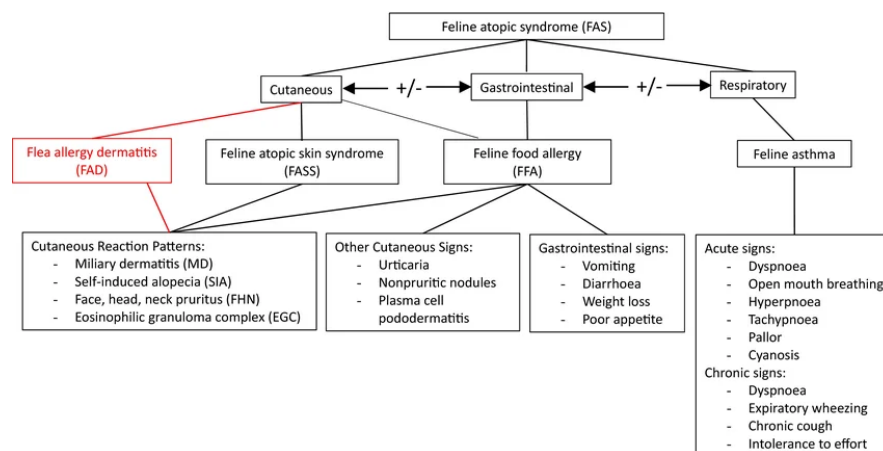 Feline atopic syndrome (FAS)
Cutaneous
+/-
Gastrointestinal
+/-
Respiratory
Flea allergy dermatitis
(FAD)
Feline atopic skin syndrome
(FASS)
Feline food allergy
(FFA)
Feline asthma
Cutaneous Reaction Patterns:
- Miliary dermatitis (MD)
- Self-induced alopecia (SIA)
- Face, head, neck pruritus (FHN)
- Eosinophilic granuloma complex (EGC)
Other Cutaneous Signs:
- Urticaria
- Nonpruritic nodules
- Plasma cell
pododermatitis
Gastrointestinal signs:
- Vomiting
- Diarrhoea
- Weight loss
- Poor appetite
Acute signs:
- Dyspnoea
- Open mouth breathing
- Hyperpnoea
- Tachypnoea
- Pallor
- Cyanosis
Chronic signs:
- Dyspnoea
- Expiratory wheezing
- Chronic cough
- Intolerance to effort